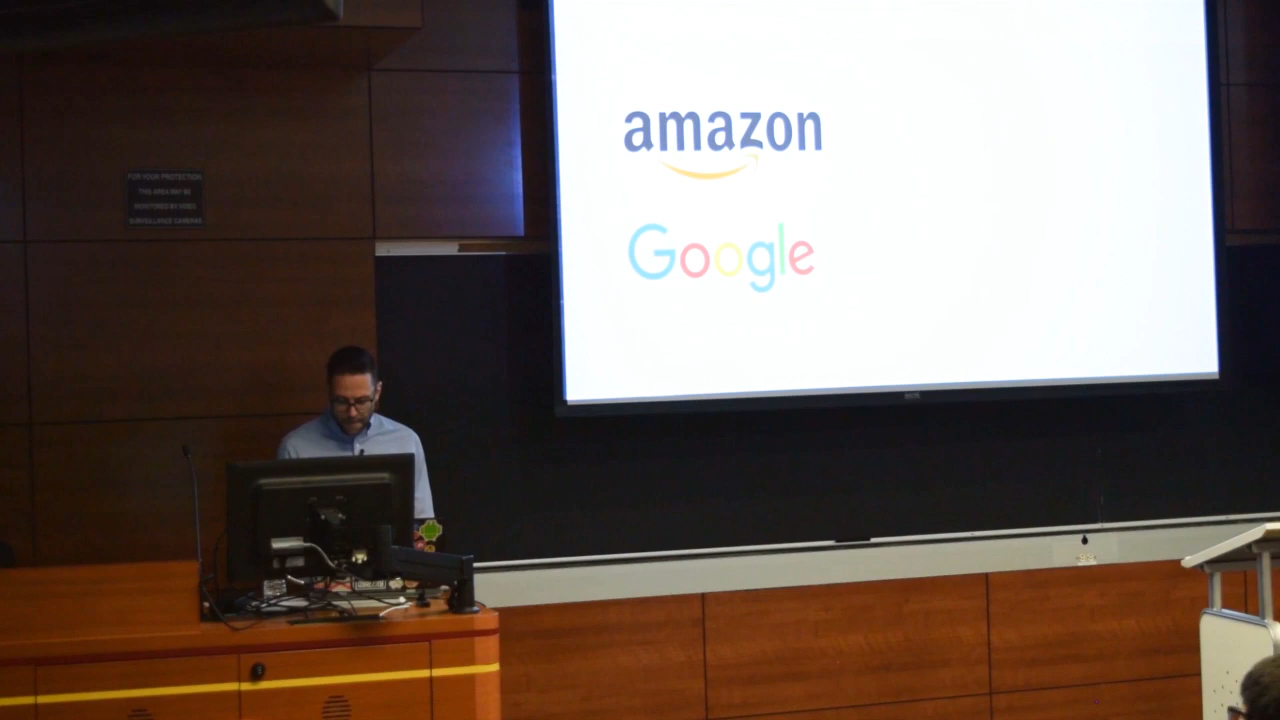 FOR YOUR PROTECTION
THIS AREA MAY BE
MONITORED BY VIDEO
SURVEILLANCE CAMERAS
amazon
Google